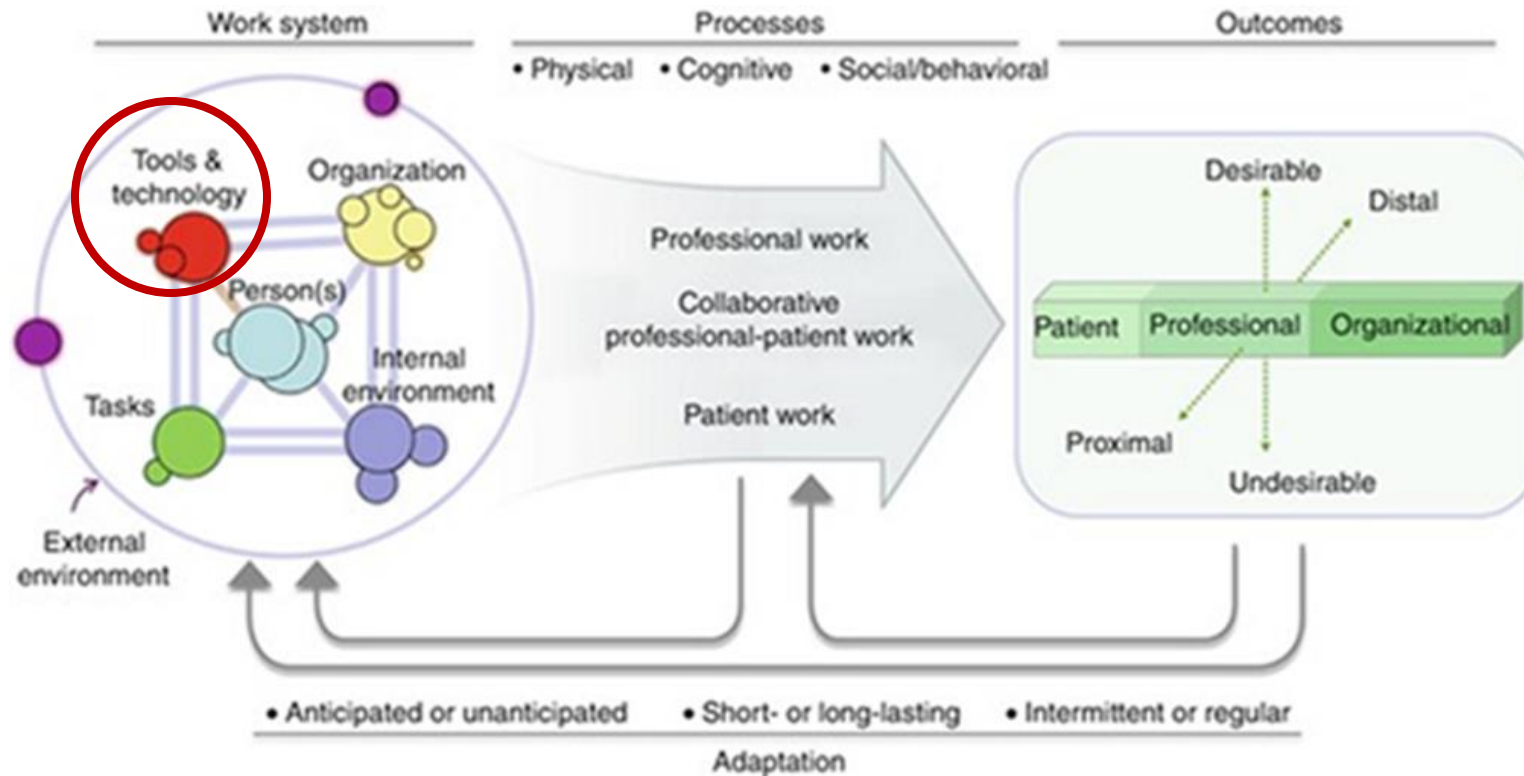 Work system
Processes
Outcomes
• Physical • Cognitive • Social/behavioral
Tools &
technology
Organization
Person(s)
Internal
environment
Tasks
External
environment
Professional work
Collaborative
professional-patient work
Patient work
Desirable
Distal
Patient Professional Organizational
Proximal
Undesirable
• Anticipated or unanticipated • Short- or long-lasting • Intermittent or regular
Adaptation